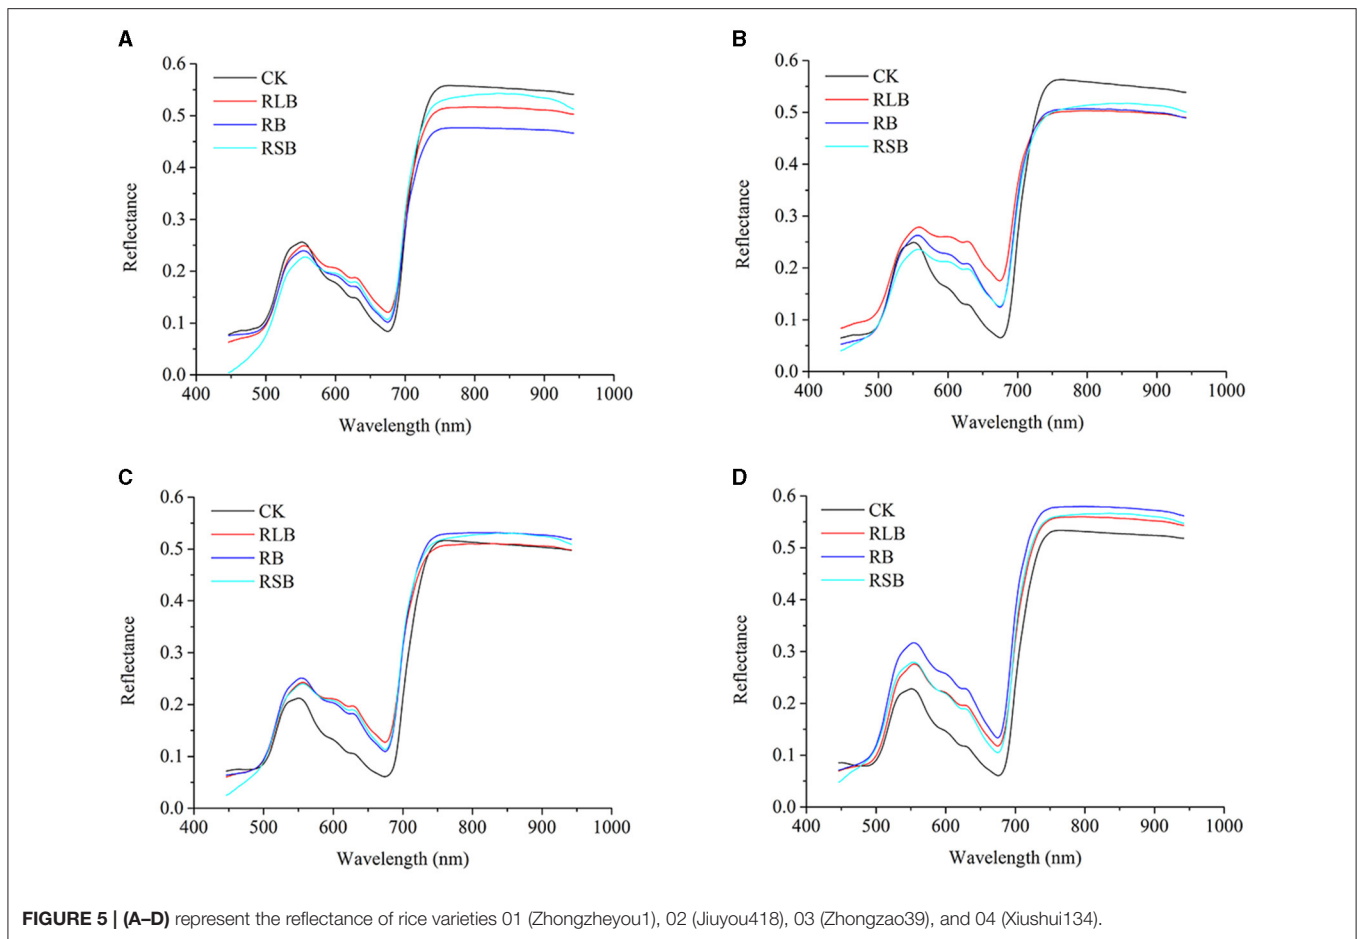 A
0.6
0.5
0.4
0.3
0.2
0.1
0.0
Reflectance
CK
RLB
RB
RSB
400 500 600 700 800 900 1000
Wavelength (nm)
B
0.6
0.5
0.4
0.3
0.2
0.1
0.0
Reflectance
CK
RLB
RB
RSB
400 500 600 700 800 900 1000
Wavelength (nm)
C
0.6
0.5
0.4
0.3
0.2
0.1
0.0
Reflectance
CK
RLB
RB
RSB
400 500 600 700 800 900 1000
Wavelength (nm)
D
0.6
0.5
0.4
0.3
0.2
0.1
0.0
Reflectance
CK
RLB
RB
RSB
400 500 600 700 800 900 1000
Wavelength (nm)
FIGURE 5 | (A–D) represent the reflectance of rice varieties 01 (Zhongzheyou1), 02 (Jiuyou418), 03 (Zhongzao39), and 04 (Xiushui134).